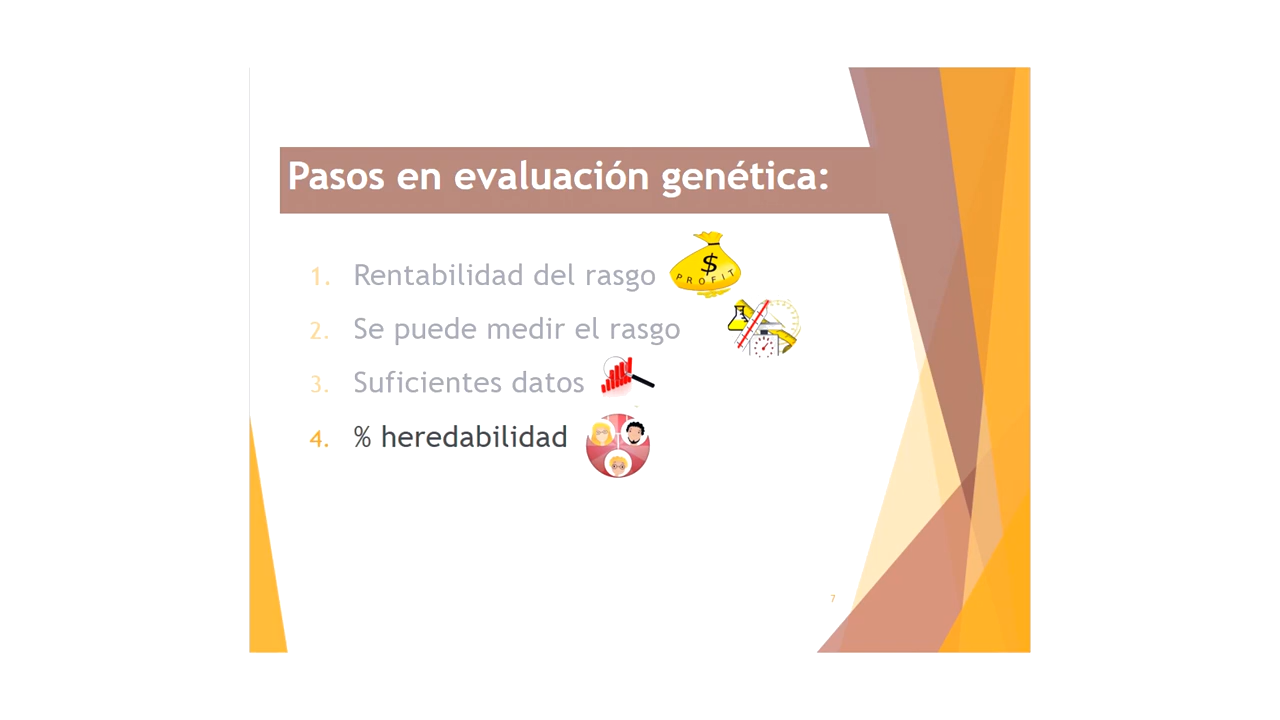 Pasos en evaluación genética:
1. Rentabilidad del rasgo
$
PROFIT
2. Se puede medir el rasgo
3. Suficientes datos
4. % heredabilidad
7